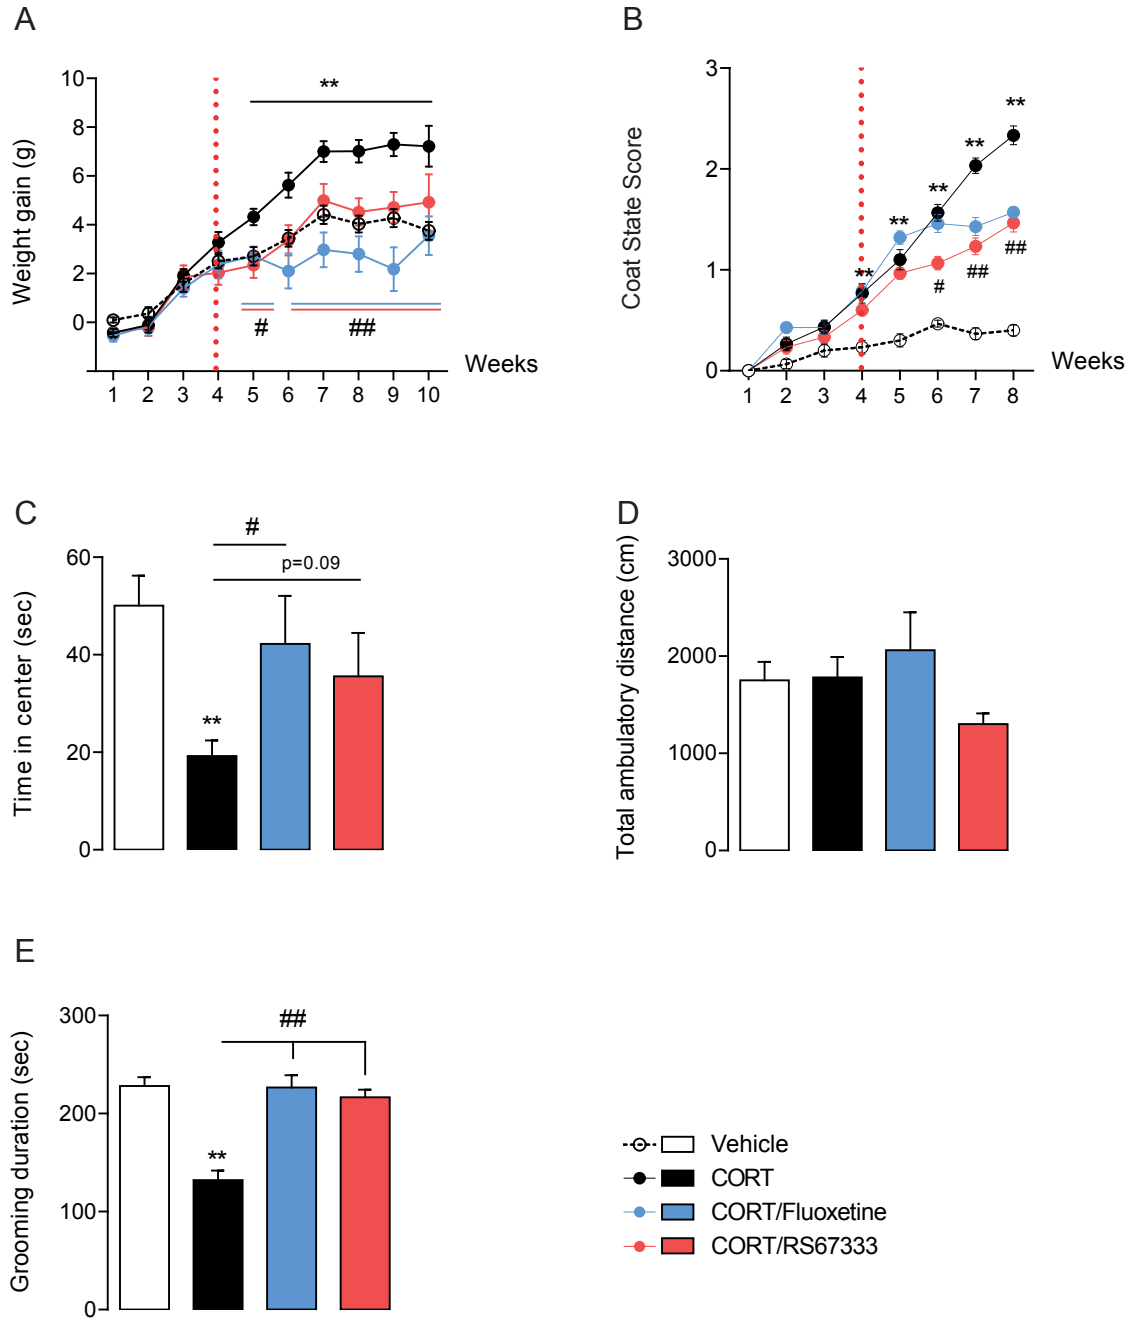 A
Weight gain (g)
10
8
6
4
2
0
**
#
##
1 2 3 4 5 6 7 8 9 10
Weeks
B
Coat State Score
3
2
1
0
**
**
**
**
**
#
##
##
1 2 3 4 5 6 7 8
Weeks
C
Time in center (sec)
60
40
20
0
#
p=0.09
**
D
Total ambulatory distance (cm)
3000
2000
1000
0
E
Grooming duration (sec)
300
200
100
0
##
**
Vehicle
CORT
CORT/Fluoxetine
CORT/RS67333